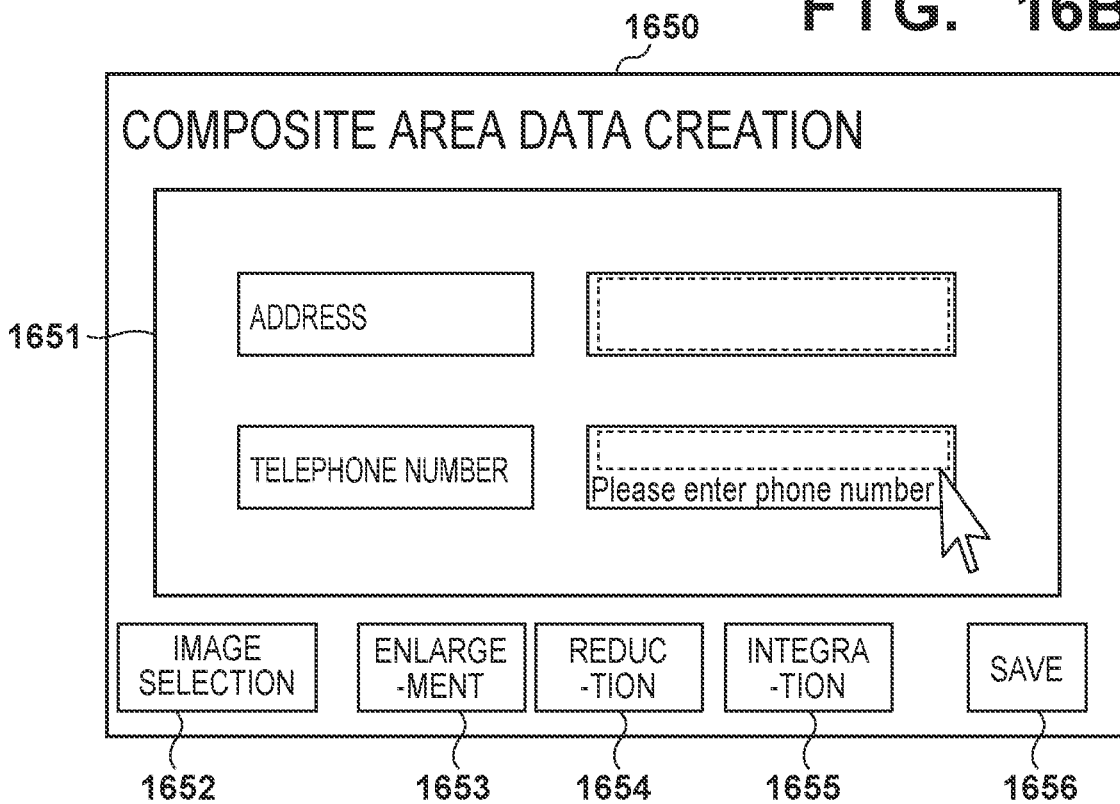 FIG. 16B
1650
COMPOSITE AREA DATA CREATION
ADDRESS
1651
TELEPHONE NUMBER
Please enter phone number
IMAGE
SELECTION
ENLARGE
-MENT
REDUC
-TION
INTEGRA
-TION
SAVE
1652
1653
1654
1655
1656